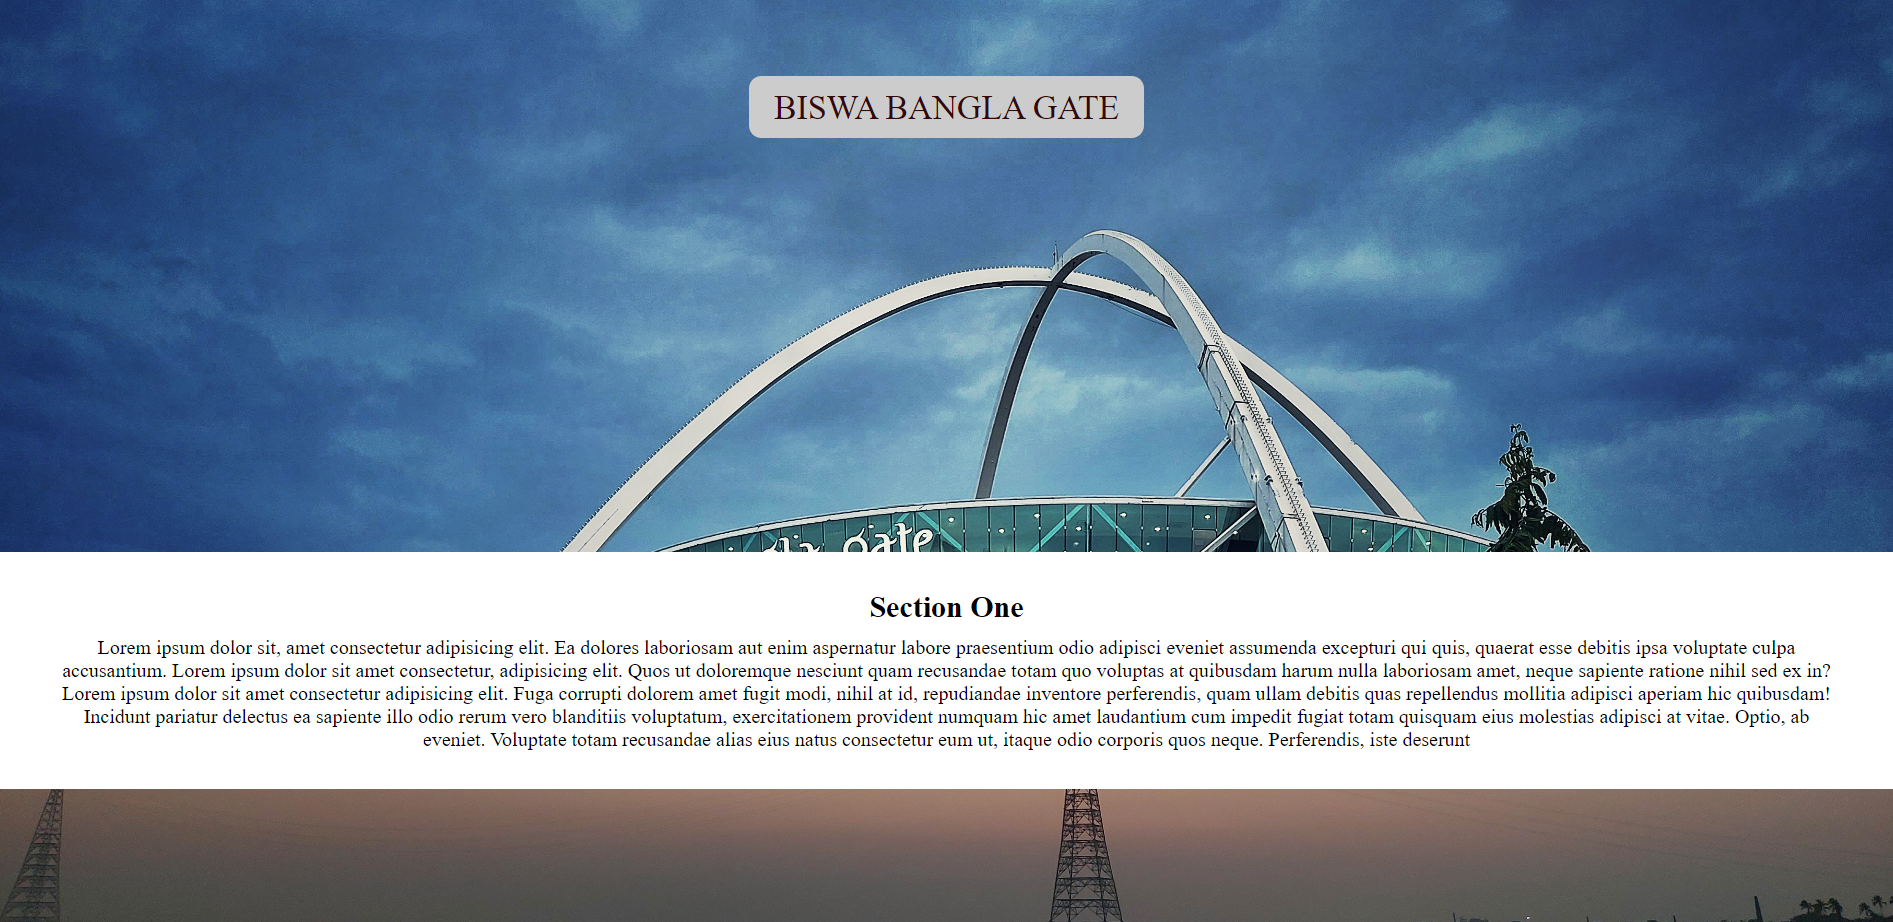 BISWA BANGLA GATE
gate
Section One
Lorem ipsum dolor sit, amet consectetur adipisicing elit. Ea dolores laboriosam aut enim aspernatur labore praesentium odio adipisci eveniet assumenda excepturi qui quis, quaerat esse debitis ipsa voluptate culpa
accusantium. Lorem ipsum dolor sit amet consectetur, adipisicing elit. Quos ut doloremque nesciunt quam recusandae totam quo voluptas at quibusdam harum nulla laboriosam amet, neque sapiente ratione nihil sed ex in?
Lorem ipsum dolor sit amet consectetur adipisicing elit. Fuga corrupti dolorem amet fugit modi, nihil at id, repudiandae inventore perferendis, quam ullam debitis quas repellendus mollitia adipisci aperiam hic quibusdam!
Incidunt pariatur delectus ea sapiente illo odio rerum vero blanditiis voluptatum, exercitationem provident numquam hic amet laudantium cum impedit fugiat totam quisquam eius molestias adipisci at vitae. Optio, ab
eveniet. Voluptate totam recusandae alias eius natus consectetur eum ut, itaque odio corporis quos neque. Perferendis, iste deserunt